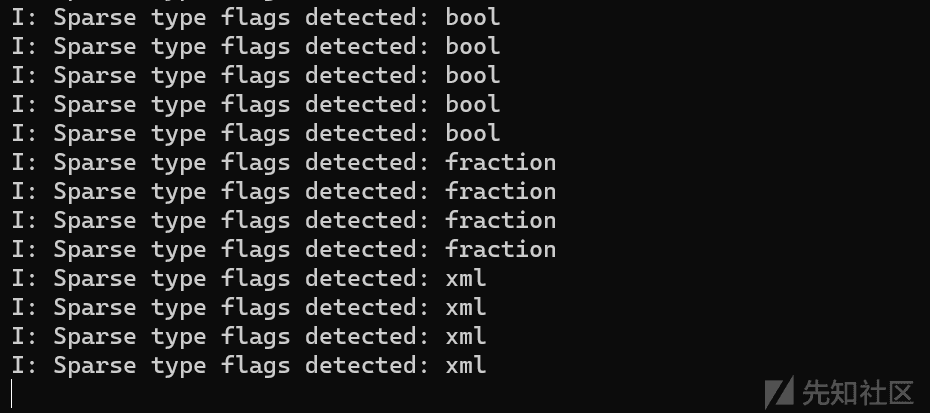 I: Sparse type flags detected: bool
I: Sparse type flags detected: bool
I: Sparse type flags detected: bool
I: Sparse type flags detected: bool
I: Sparse type flags detected: bool
I: Sparse type flags detected: fraction
I: Sparse type flags detected: fraction
I: Sparse type flags detected: fraction
I: Sparse type flags detected: fraction
I: Sparse type flags detected: xml
I: Sparse type flags detected: xml
I: Sparse type flags detected: xml
I: Sparse type flags detected: xml
先知社区